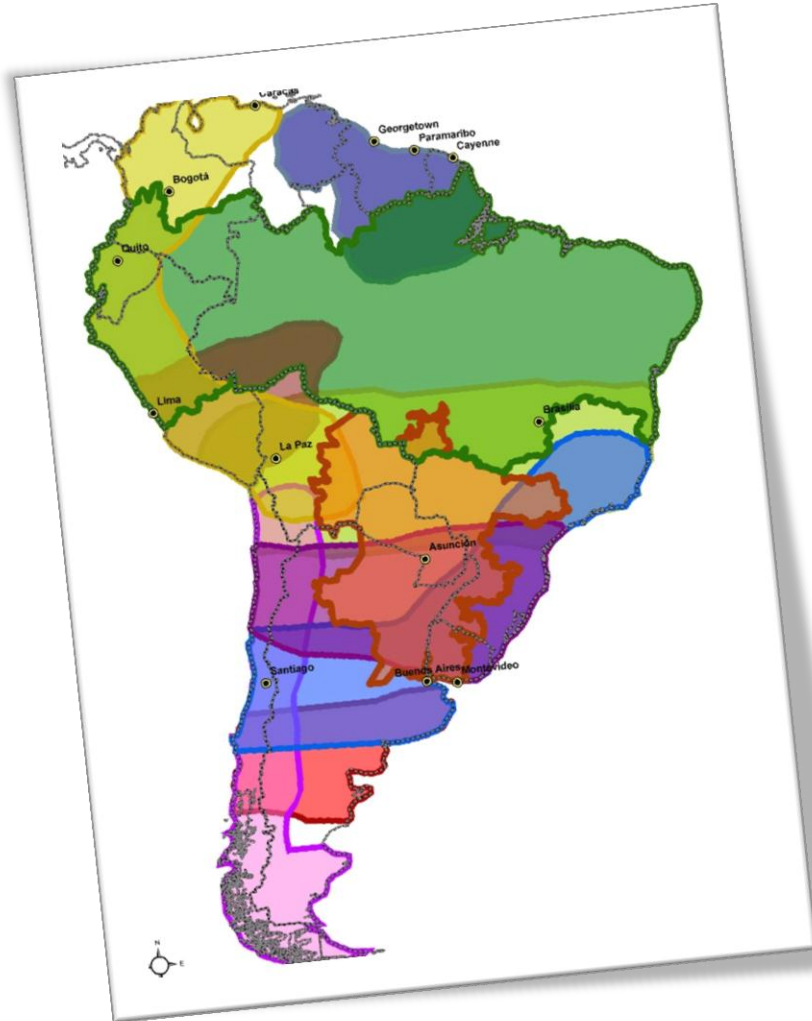 Caracas
Georgetown
Paramaribo
Cayenne
Bogotá
Quito
Lima
Brasilia
La Paz
Asunción
Santiago
Buenos Aires
Montevideo
N
E